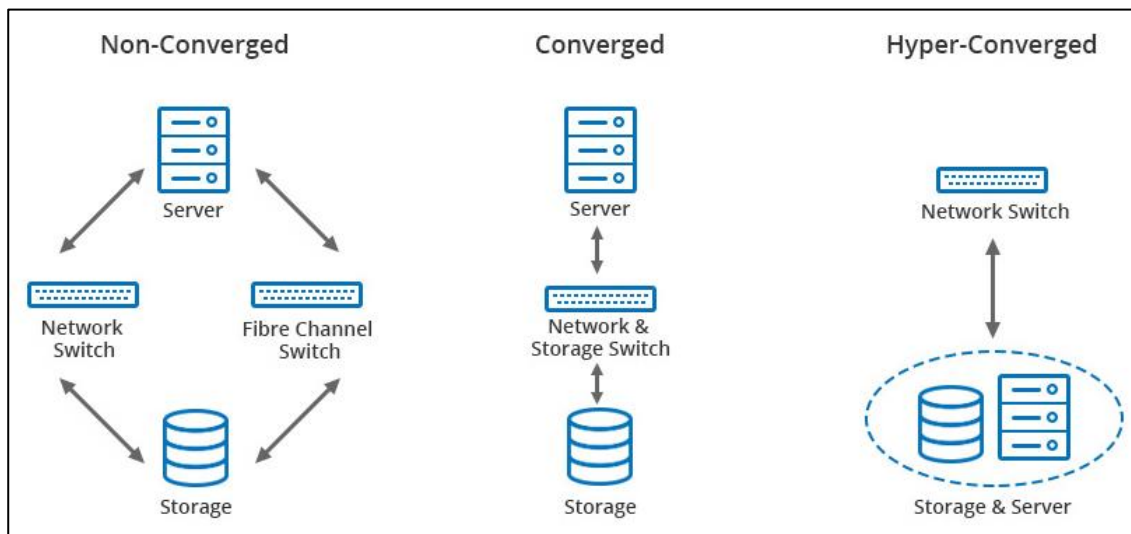 Non-Converged
Server
Network
Switch
Fibre Channel
Switch
Storage
Converged
Server
Network &
Storage Switch
Storage
Hyper-Converged
Network Switch
Storage & Server